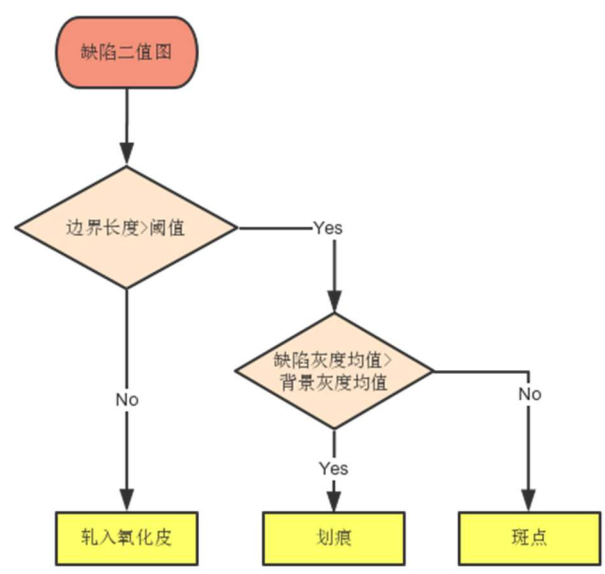 缺陷二值图
边界长度>阈值
Yes
缺陷灰度均值>
背景灰度均值
No
No
Yes
轧入氧化皮
划痕
斑点